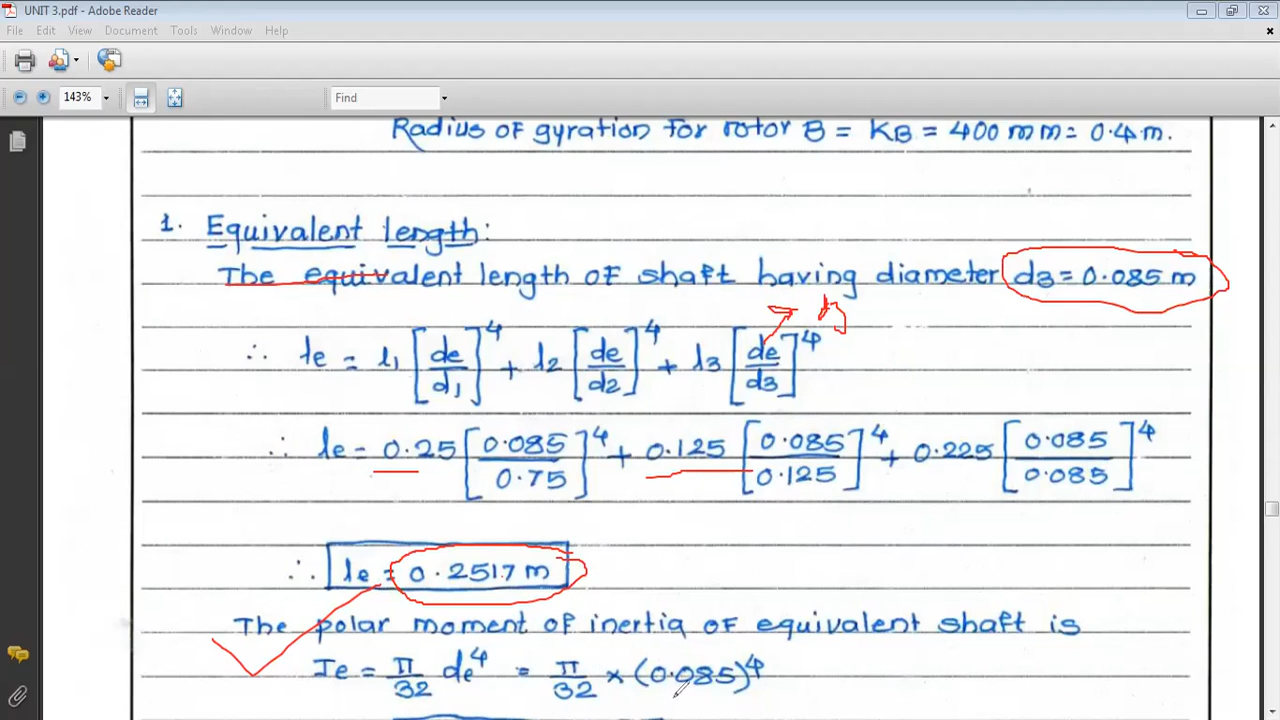 UNIT 3.pdf - Adobe Reader
File Edit View Document Tools Window Help
143% Find
Radius of gyration for rotor B = KB = 400 mm = 0.4 m.
1. Equivalent length:
The equivalent length of shaft having diameter d3 = 0.085 m
∴ le = l1 [de/d1]^4 + l2 [de/d2]^4 + l3 [de/d3]^4
∴ le = 0.25 [0.085/0.75]^4 + 0.125 [0.085/0.125]^4 + 0.225 [0.085/0.085]^4
∴ le = 0.2517 m
The polar moment of inertia of equivalent shaft is
Ie = π/32 de^4 = π/32 × (0.085)^4